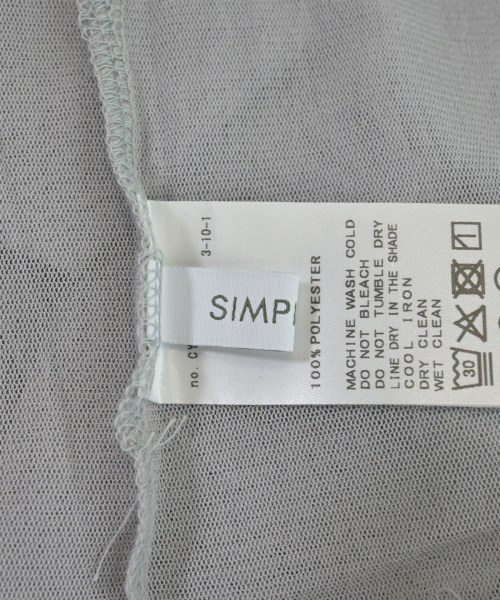 SIMP
no. CY
3-10-1
100% POLYESTER
MACHINE WASH COLD
DO NOT BLEACH
DO NOT TUMBLE DRY
LINE DRY IN THE SHADE
COOL IRON
DRY CLEAN
WET CLEAN
30